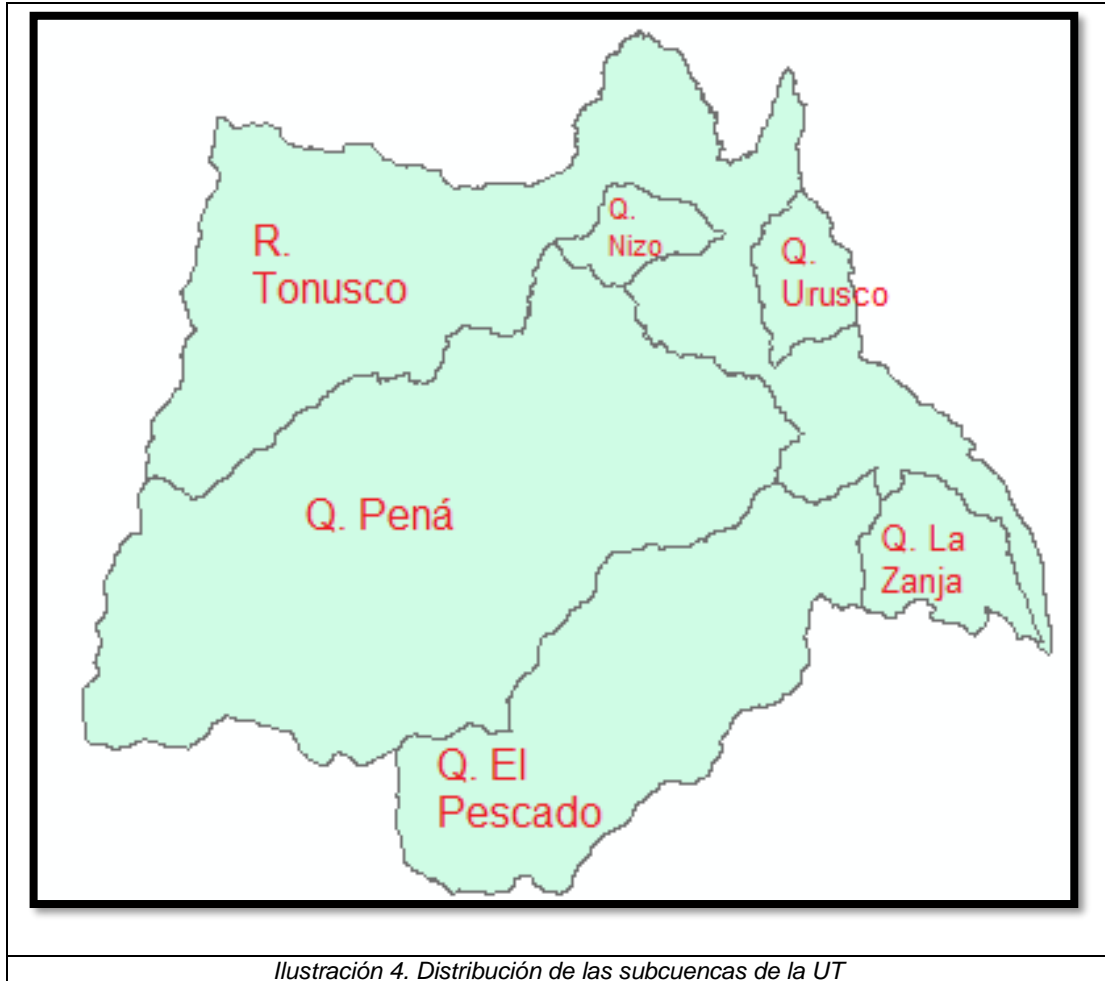 Q.
Nizo
R.
Tonusco
Q.
Urusco
Q. Pená
Q. La
Zanja
Q. El
Pescado
Ilustración 4. Distribución de las subcuencas de la UT